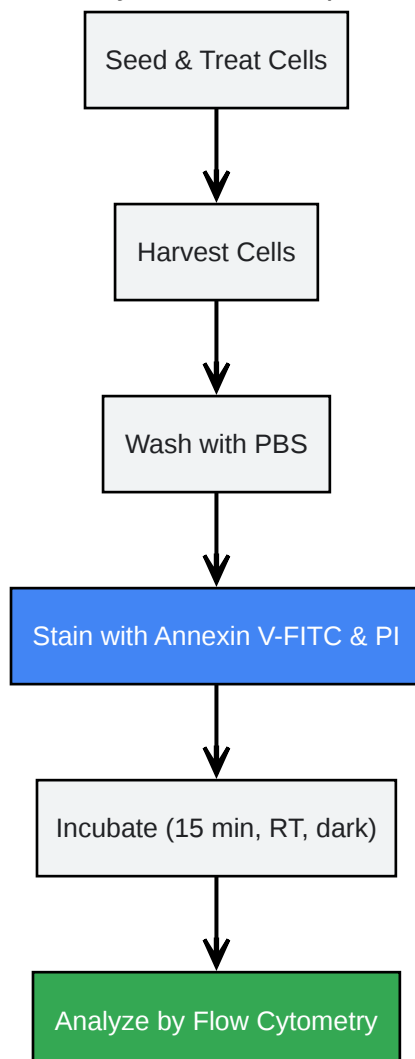 Seed & Treat Cells
Harvest Cells
Wash with PBS
Stain with Annexin V-FITC & PI
Incubate (15 min, RT, dark)
Analyze by Flow Cytometry